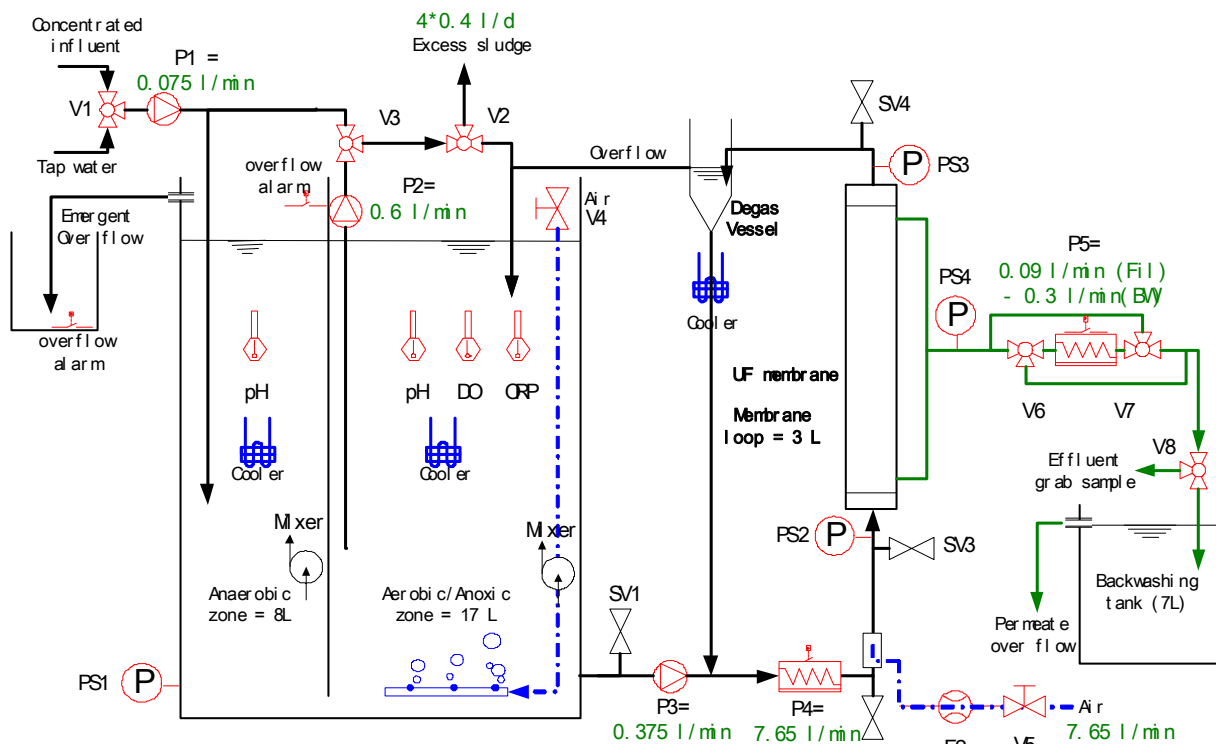 Concentrated
influent
P1 =
0.075 l/min
V1
Tap water
4*0.4 l/d
Excess sludge
V3
V2
overflow
alarm
P2=
0.6 l/min
Air
V4
Emergent
Overflow
overflow
alarm
Overflow
SV4
PS3
P
Degas
Vessel
Cooler
P5=
0.09 l/min (Fil)
- 0.3 l/min(BW)
PS4
P
pH
pH
DO
ORP
Cooler
Cooler
UF membrane
Membrane
loop = 3 L
V6
V7
V8
Effluent
grab sample
Mixer
Mixer
PS2
P
SV3
Anaerobic
zone = 8L
Aerobic/Anoxic
zone = 17 L
SV1
Backwashing
tank (7L)
Permeate
over flow
PS1
P
P3=
0.375 l/min
P4=
7.65 l/min
Air
7.65 l/min
V5